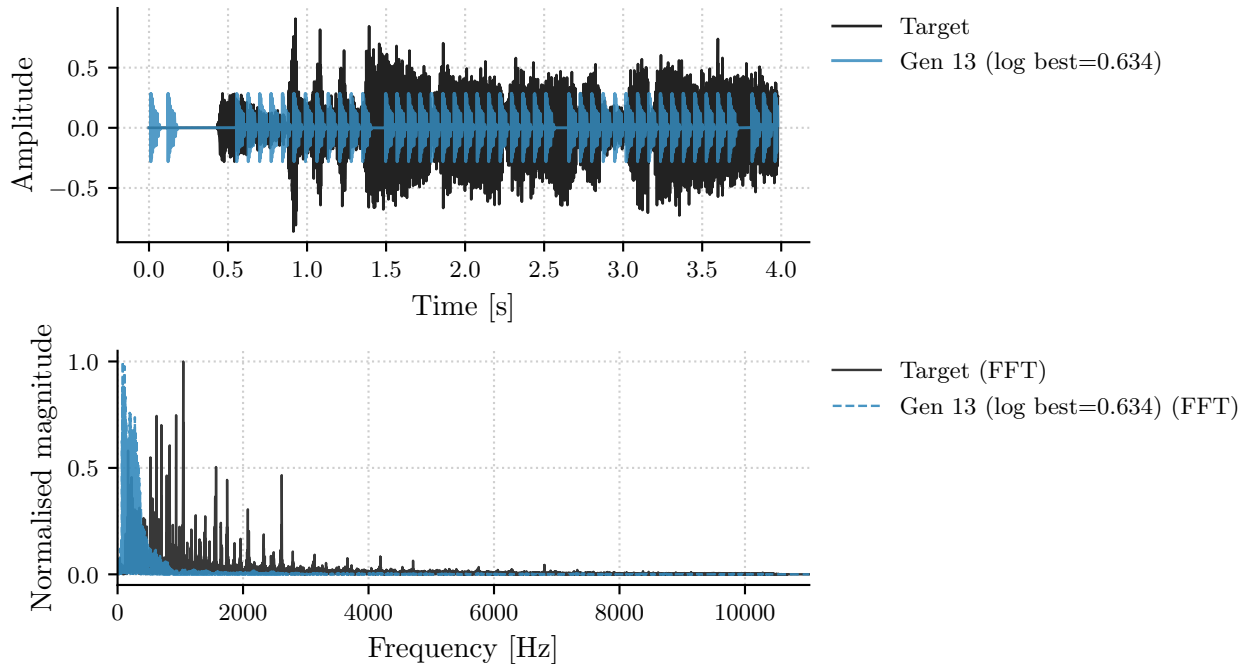 Amplitude
0.5
0.0
−0.5
0.0 0.5 1.0 1.5 2.0 2.5 3.0 3.5 4.0
Time [s]
Target
Gen 13 (log best=0.634)
Normalised magnitude
1.0
0.5
0.0
0 2000 4000 6000 8000 10000
Frequency [Hz]
Target (FFT)
Gen 13 (log best=0.634) (FFT)